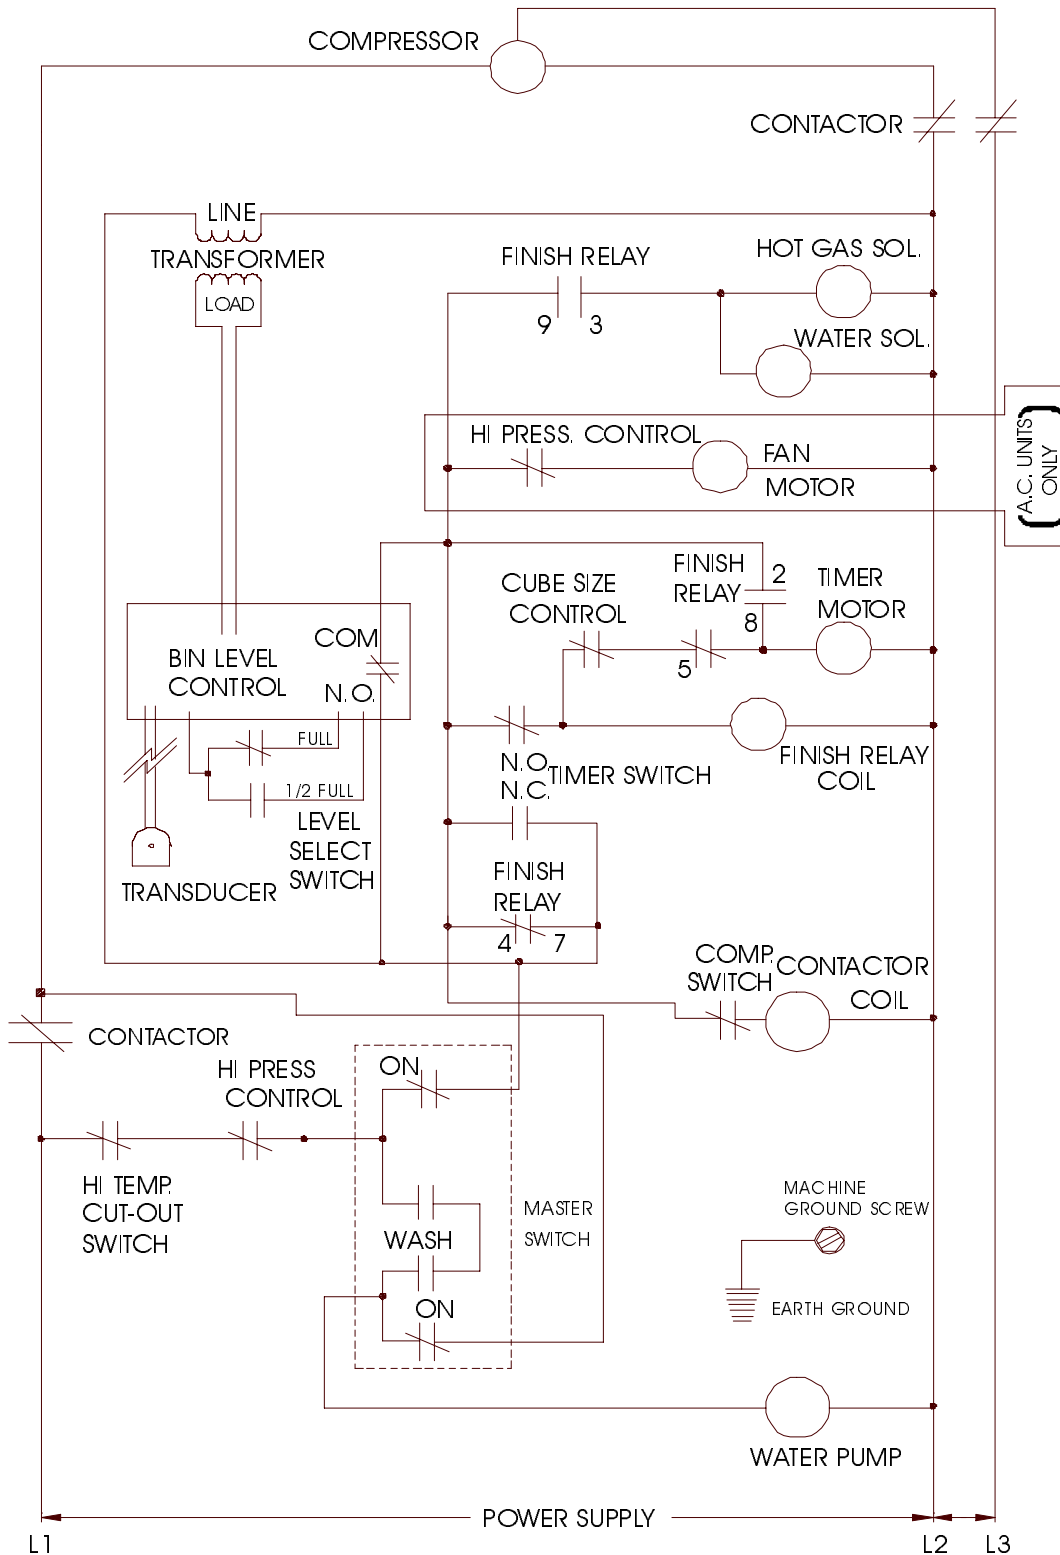 COMPRESSOR
CONTACTOR
LINE
TRANSFORMER
LOAD
FINISH RELAY
9 3
HOT GAS SOL.
WATER SOL.
HI PRESS. CONTROL
FAN
MOTOR
(A.C. UNITS
ONLY)
CUBE SIZE
CONTROL
FINISH
RELAY
2
8
5
TIMER
MOTOR
COM
BIN LEVEL
CONTROL
N.O.
FULL
1/2 FULL
LEVEL
SELECT
SWITCH
TRANSDUCER
N.O.
TIMER SWITCH
N.C.
FINISH RELAY
COIL
FINISH
RELAY
4 7
COMP.
SWITCH
CONTACTOR
COIL
CONTACTOR
HI PRESS
CONTROL
ON
HI TEMP.
CUT-OUT
SWITCH
WASH
ON
MASTER
SWITCH
MACHINE
GROUND SCREW
EARTH GROUND
WATER PUMP
POWER SUPPLY
L1 L2 L3